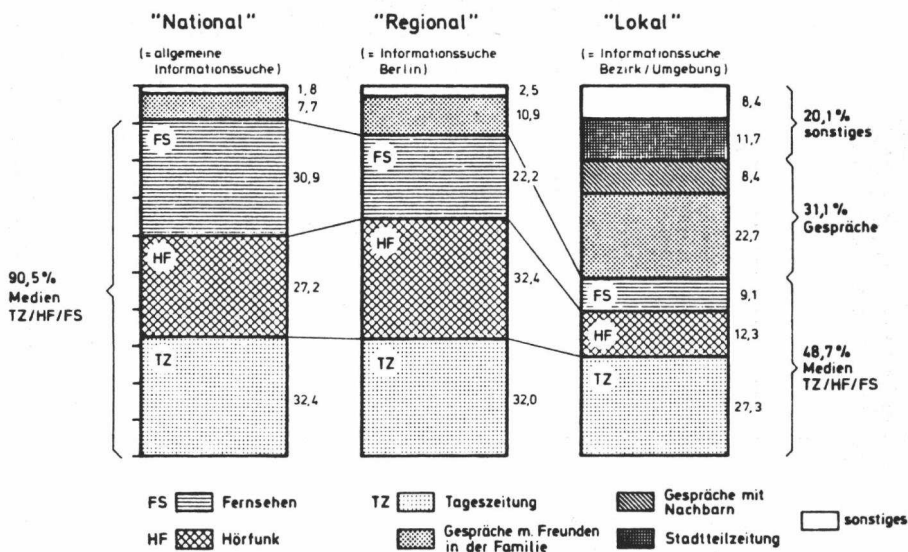 "National"
(= allgemeine
Informationssuche)
"Regional"
(= Informationssuche
Berlin)
"Lokal"
(= Informationssuche
Bezirk/Umgebung)
1,8
7,7
FS
30,9
HF
27,2
TZ
32,4
90,5%
Medien
TZ/HF/FS
2,5
10,9
FS
22,2
HF
32,4
TZ
32,0
8,4
11,7
8,4
22,7
FS
9,1
HF
12,3
TZ
27,3
20,1%
sonstiges
31,1%
Gespräche
48,7%
Medien
TZ/HF/FS
FS Fernsehen
HF Hörfunk
TZ Tageszeitung
Gespräche m. Freunden
in der Familie
Gespräche mit
Nachbarn
Stadtteilzeitung
sonstiges